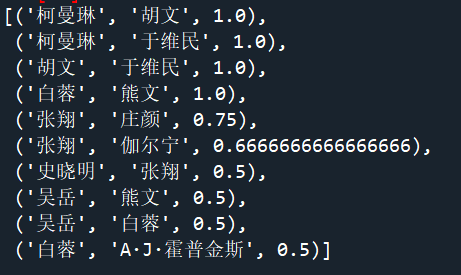 [('柯曼琳', '胡文', 1.0),
('柯曼琳', '于维民', 1.0),
('胡文', '于维民', 1.0),
('白蓉', '熊文', 1.0),
('张翔', '庄颜', 0.75),
('张翔', '伽尔宁', 0.6666666666666666),
('史晓明', '张翔', 0.5),
('吴岳', '熊文', 0.5),
('吴岳', '白蓉', 0.5),
('白蓉', 'A·J·霍普金斯', 0.5)]